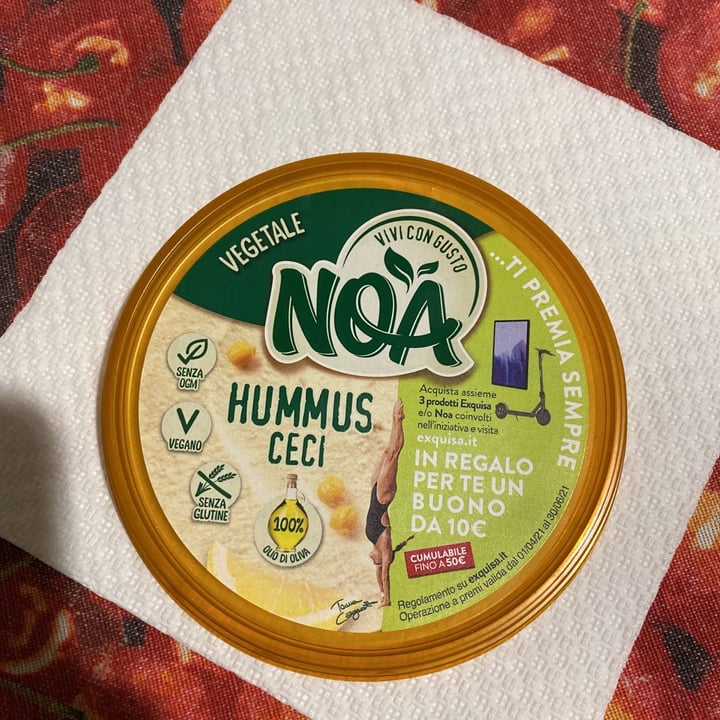 VEGETALE
VIVI CON GUSTO
NOA
...TI PREMIA SEMPRE
SENZA
OGM
VEGANO
SENZA
GLUTINE
HUMMUS
CECI
100%
OLIO DI OLIVA
Acquista assieme
3 prodotti Exquisa
e/o Noa coinvolti
nell'iniziativa e visita
exquisa.it
IN REGALO
PER TE UN
BUONO
DA 10€
CUMULABILE
FINO A 50€
Regolamento su exquisa.it
Operazione a premi valida dal 01/04/21 al 30/06/21